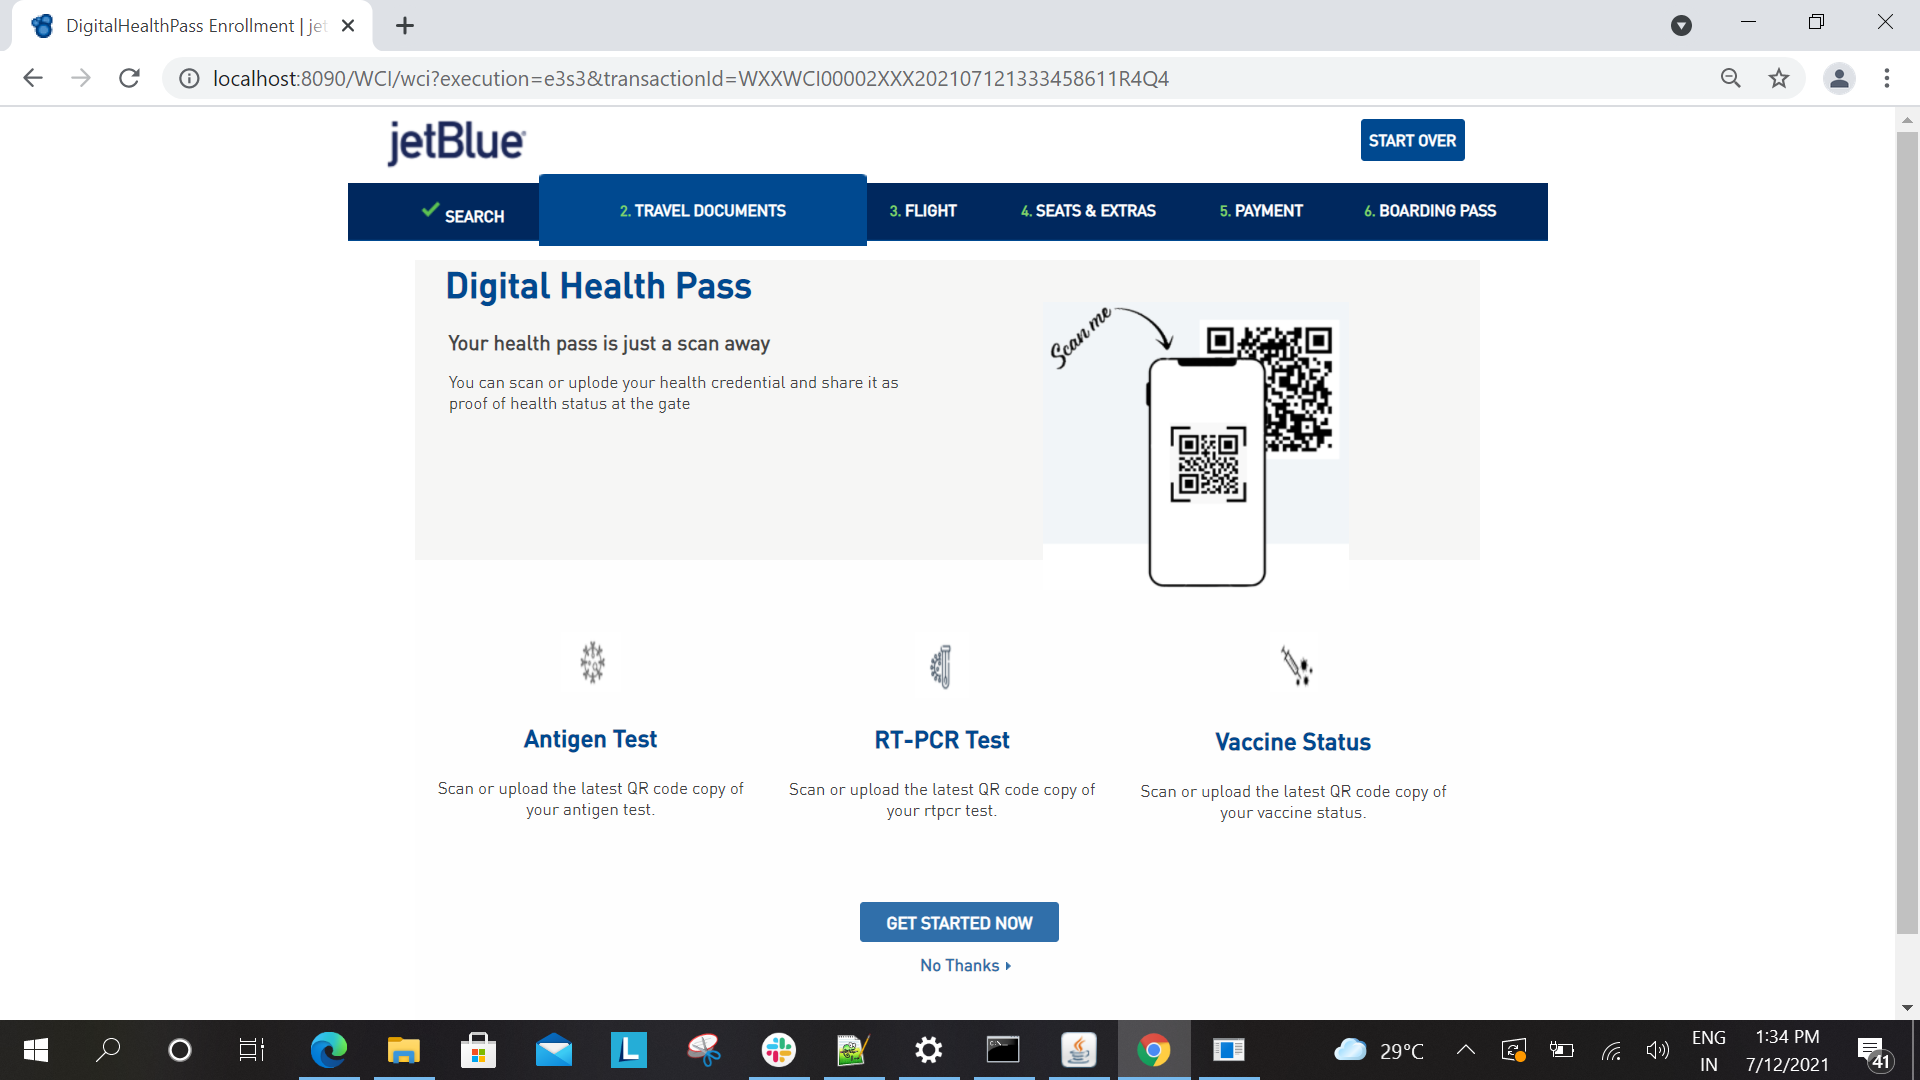 DigitalHealthPass Enrollment | jet
localhost:8090/WCI/wci?execution=e3s3&transactionId=WXXWCI00002XXX202107121333458611R4Q4
jetBlue
START OVER
SEARCH
2. TRAVEL DOCUMENTS
3. FLIGHT
4. SEATS & EXTRAS
5. PAYMENT
6. BOARDING PASS
Digital Health Pass
Your health pass is just a scan away
You can scan or uplode your health credential and share it as
proof of health status at the gate
Scan me
Antigen Test
Scan or upload the latest QR code copy of
your antigen test.
RT-PCR Test
Scan or upload the latest QR code copy of
your rtpcr test.
Vaccine Status
Scan or upload the latest QR code copy of
your vaccine status.
GET STARTED NOW
No Thanks
L
29°C
ENG
IN
1:34 PM
7/12/2021
41